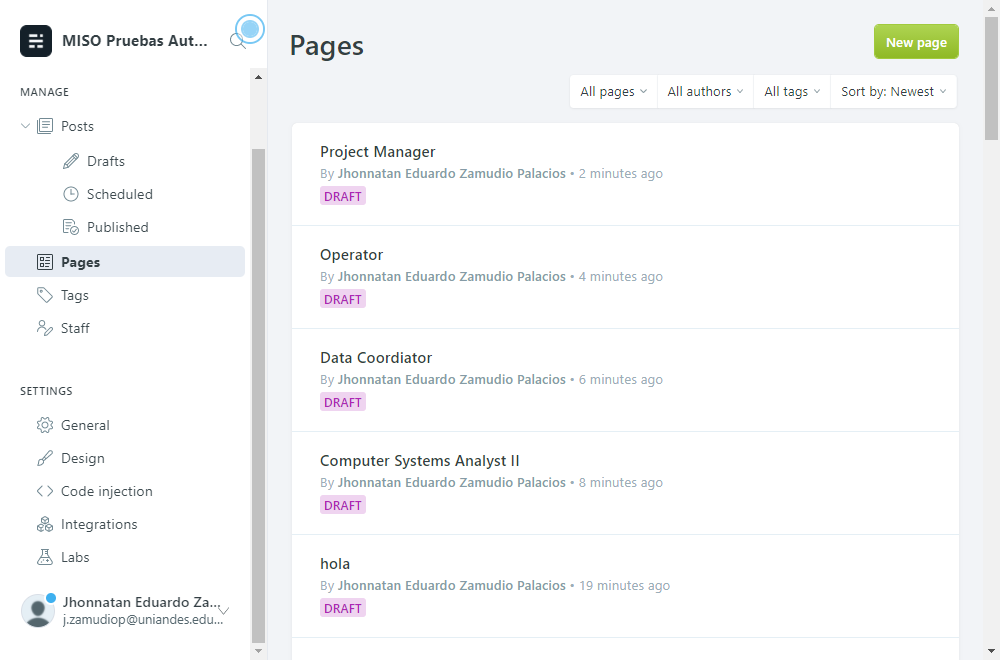 MISO Pruebas Aut...
MANAGE
Posts
Drafts
Scheduled
Published
Pages
Tags
Staff
SETTINGS
General
Design
Code injection
Integrations
Labs
Jhonnatan Eduardo Za...
j.zamudiop@uniandes.edu...
Pages
New page
All pages
All authors
All tags
Sort by: Newest
Project Manager
By Jhonnatan Eduardo Zamudio Palacios • 2 minutes ago
DRAFT
Operator
By Jhonnatan Eduardo Zamudio Palacios • 4 minutes ago
DRAFT
Data Coordiator
By Jhonnatan Eduardo Zamudio Palacios • 6 minutes ago
DRAFT
Computer Systems Analyst II
By Jhonnatan Eduardo Zamudio Palacios • 8 minutes ago
DRAFT
hola
By Jhonnatan Eduardo Zamudio Palacios • 19 minutes ago
DRAFT